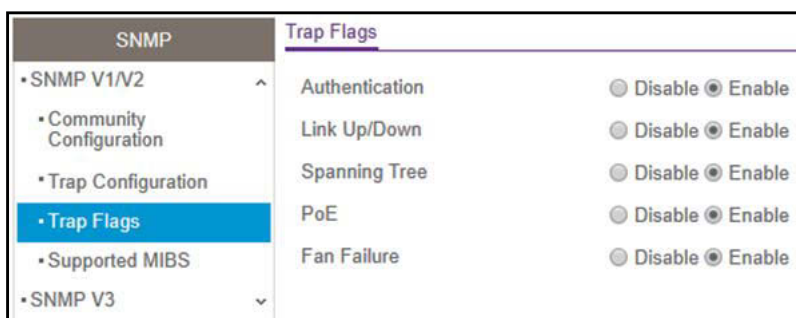 SNMP
SNMP V1/V2
Community
Configuration
Trap Configuration
Trap Flags
Supported MIBS
SNMP V3
Trap Flags
Authentication Disable Enable
Link Up/Down Disable Enable
Spanning Tree Disable Enable
PoE Disable Enable
Fan Failure Disable Enable